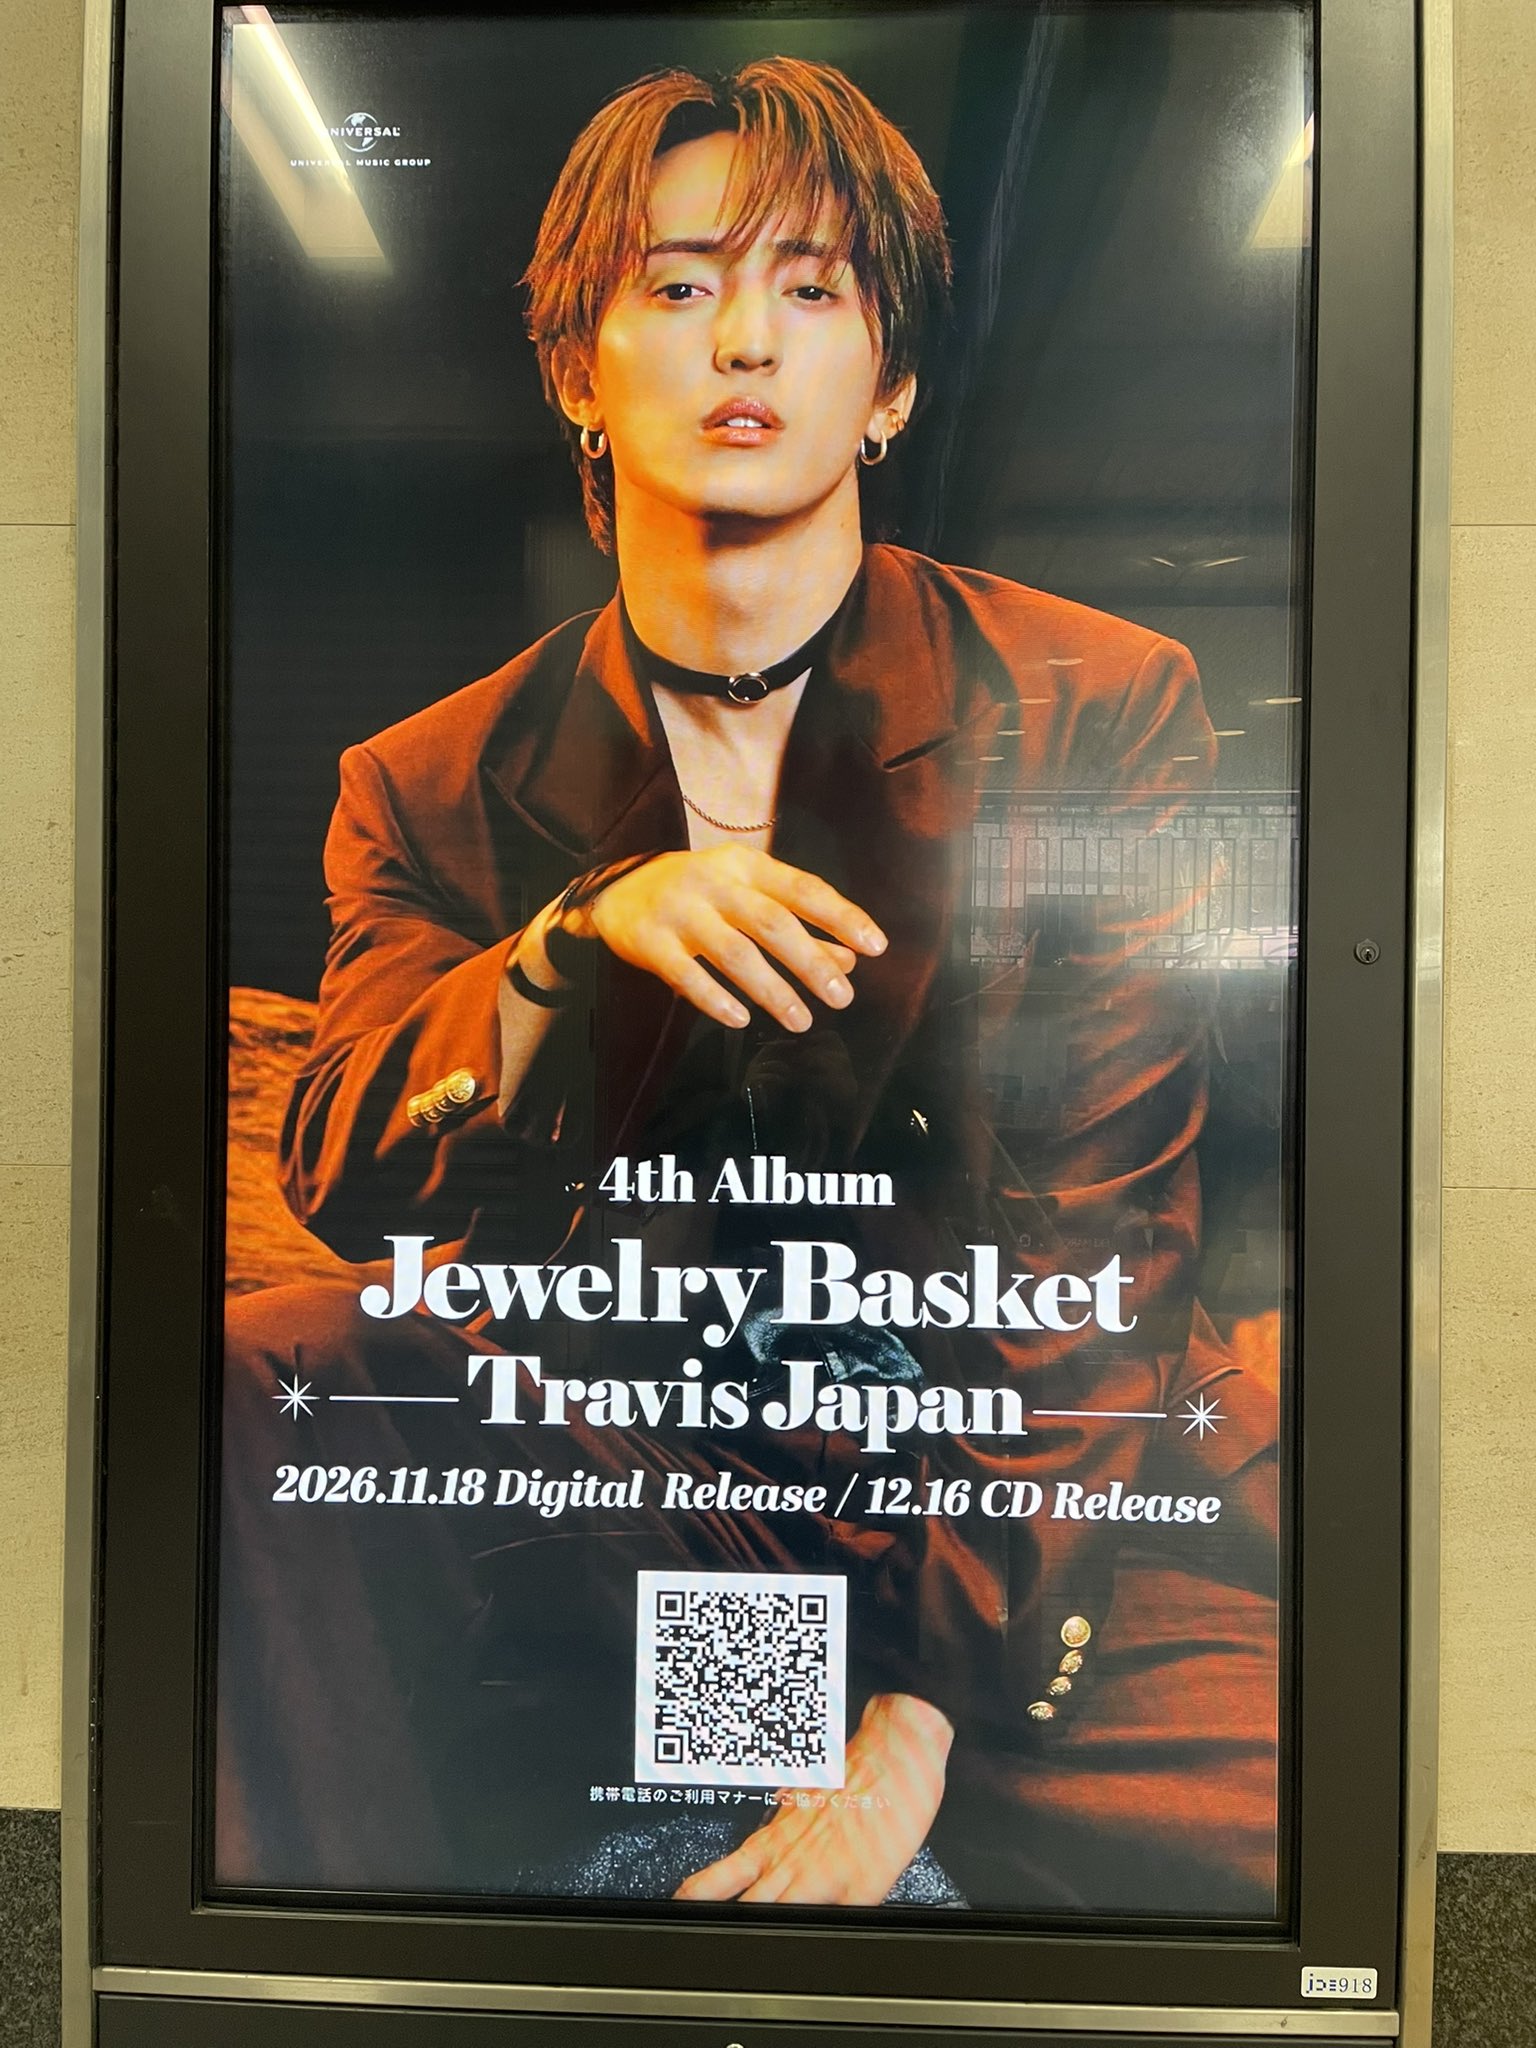 UNIVERSAL
UNIVERSAL MUSIC GROUP
4th Album
Jewelry Basket
Travis Japan
2026.11.18 Digital Release / 12.16 CD Release
携帯電話のご利用マナーにご協力ください
918